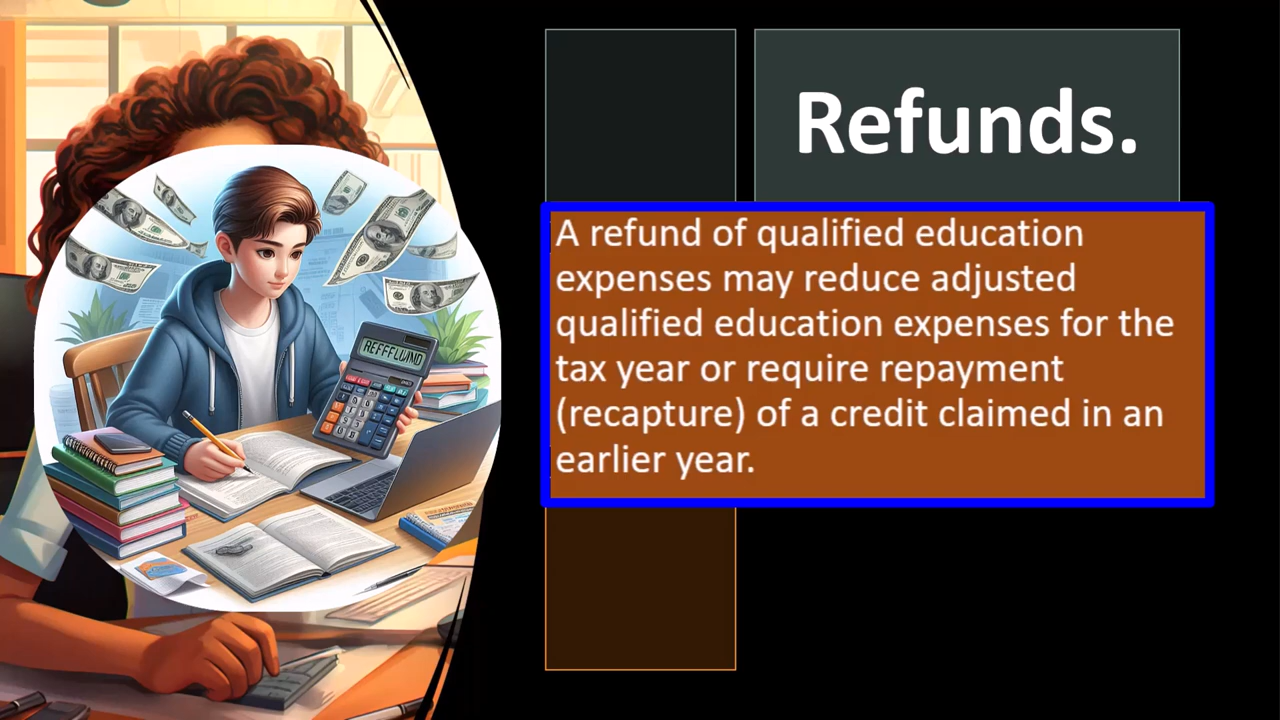 Refunds.
A refund of qualified education
expenses may reduce adjusted
qualified education expenses for the
tax year or require repayment
(recapture) of a credit claimed in an
earlier year.